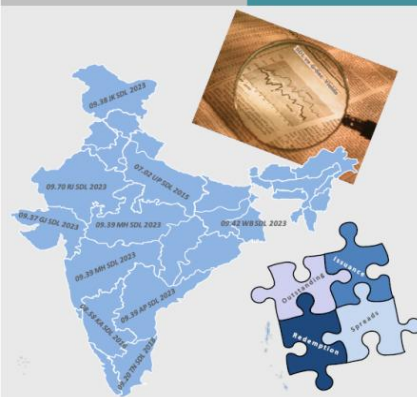 09.38 JK SDL 2023
09.70 RJ SDL 2023
07.02 UP SDL 2015
09.37 GJ SDL 2023
09.39 MH SDL 2023
09.42 WB SDL 2023
09.39 MH SDL 2023
09.39 AP SDL 2023
Issuance
Outstanding
Spreads
Redemption